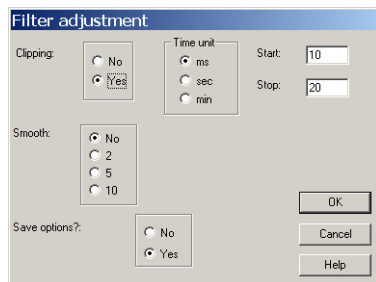 Filter adjustment
Clipping:
No
Yes
Time unit
ms
sec
min
Start:
10
Stop:
20
Smooth:
No
2
5
10
Save options?:
No
Yes
OK
Cancel
Help